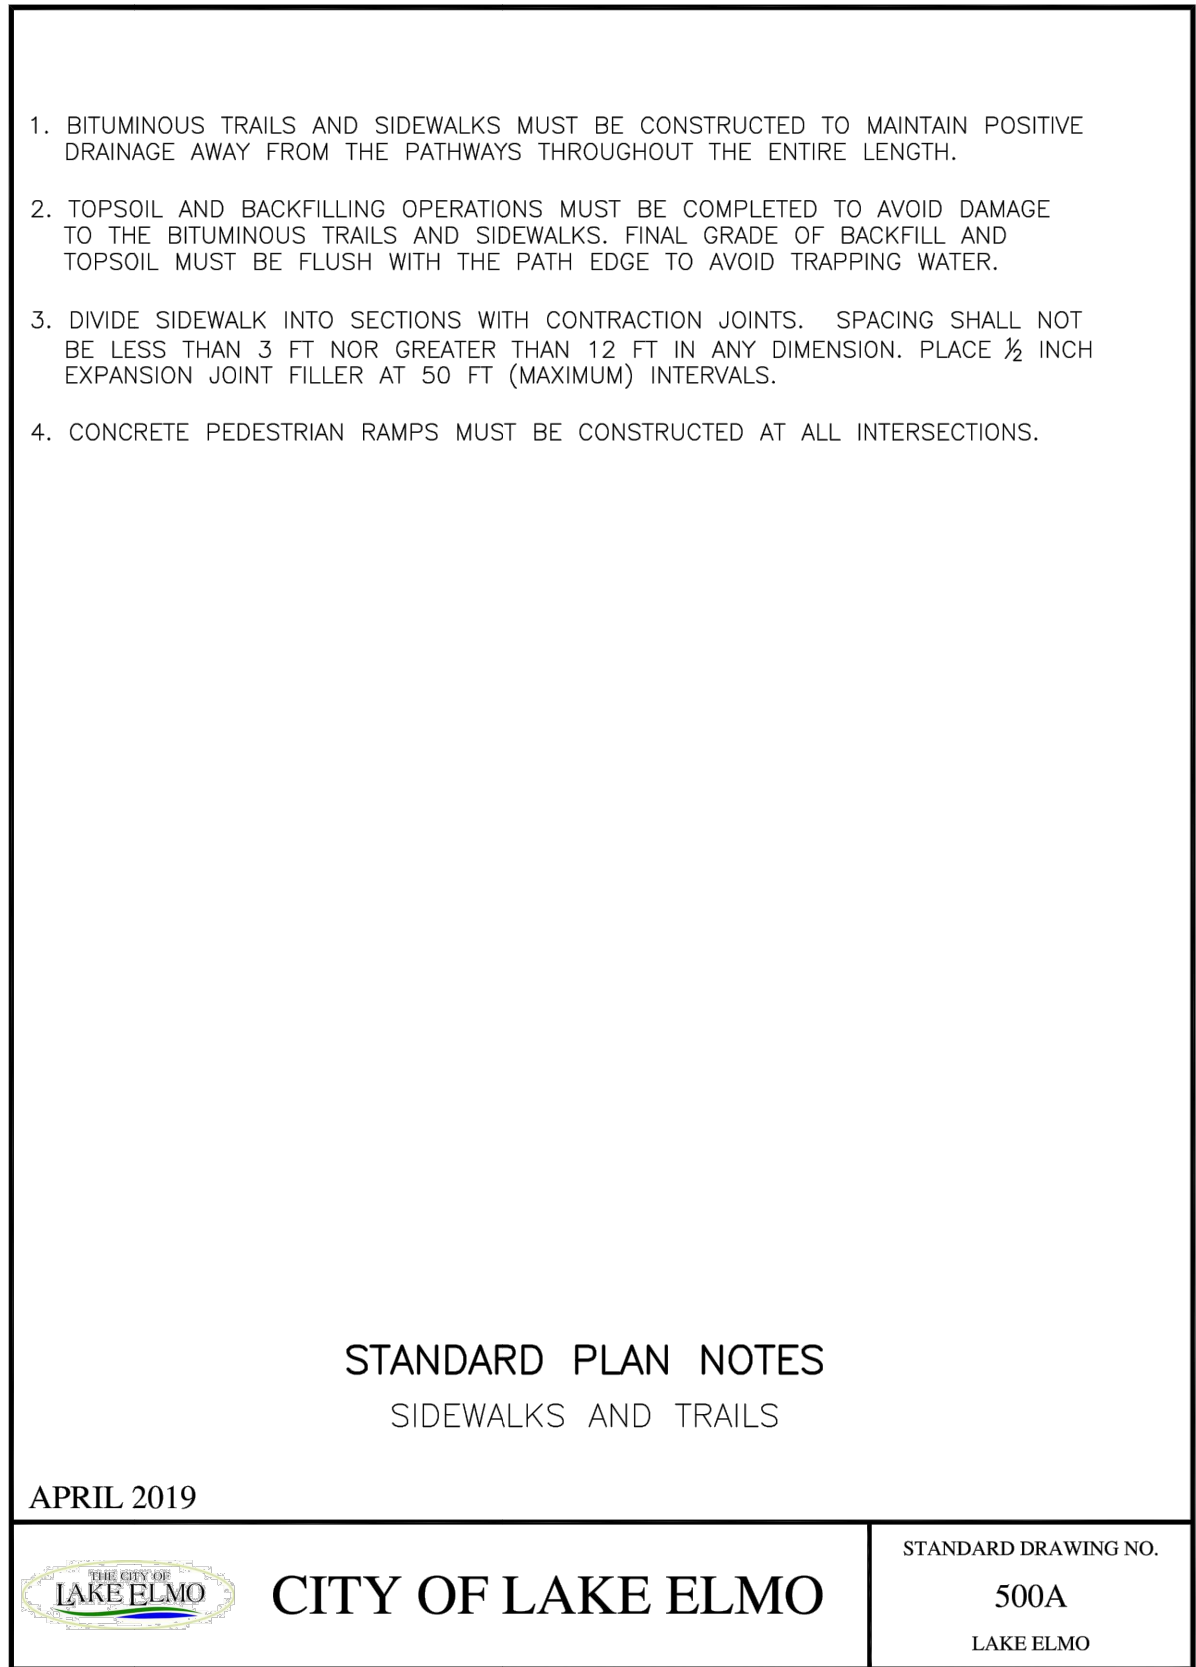 1. BITUMINOUS TRAILS AND SIDEWALKS MUST BE CONSTRUCTED TO MAINTAIN POSITIVE
DRAINAGE AWAY FROM THE PATHWAYS THROUGHOUT THE ENTIRE LENGTH.
2. TOPSOIL AND BACKFILLING OPERATIONS MUST BE COMPLETED TO AVOID DAMAGE
TO THE BITUMINOUS TRAILS AND SIDEWALKS. FINAL GRADE OF BACKFILL AND
TOPSOIL MUST BE FLUSH WITH THE PATH EDGE TO AVOID TRAPPING WATER.
3. DIVIDE SIDEWALK INTO SECTIONS WITH CONTRACTION JOINTS. SPACING SHALL NOT
BE LESS THAN 3 FT NOR GREATER THAN 12 FT IN ANY DIMENSION. PLACE ½ INCH
EXPANSION JOINT FILLER AT 50 FT (MAXIMUM) INTERVALS.
4. CONCRETE PEDESTRIAN RAMPS MUST BE CONSTRUCTED AT ALL INTERSECTIONS.
STANDARD PLAN NOTES
SIDEWALKS AND TRAILS
APRIL 2019
THE CITY OF
LAKE ELMO
CITY OF LAKE ELMO
STANDARD DRAWING NO.
500A
LAKE ELMO